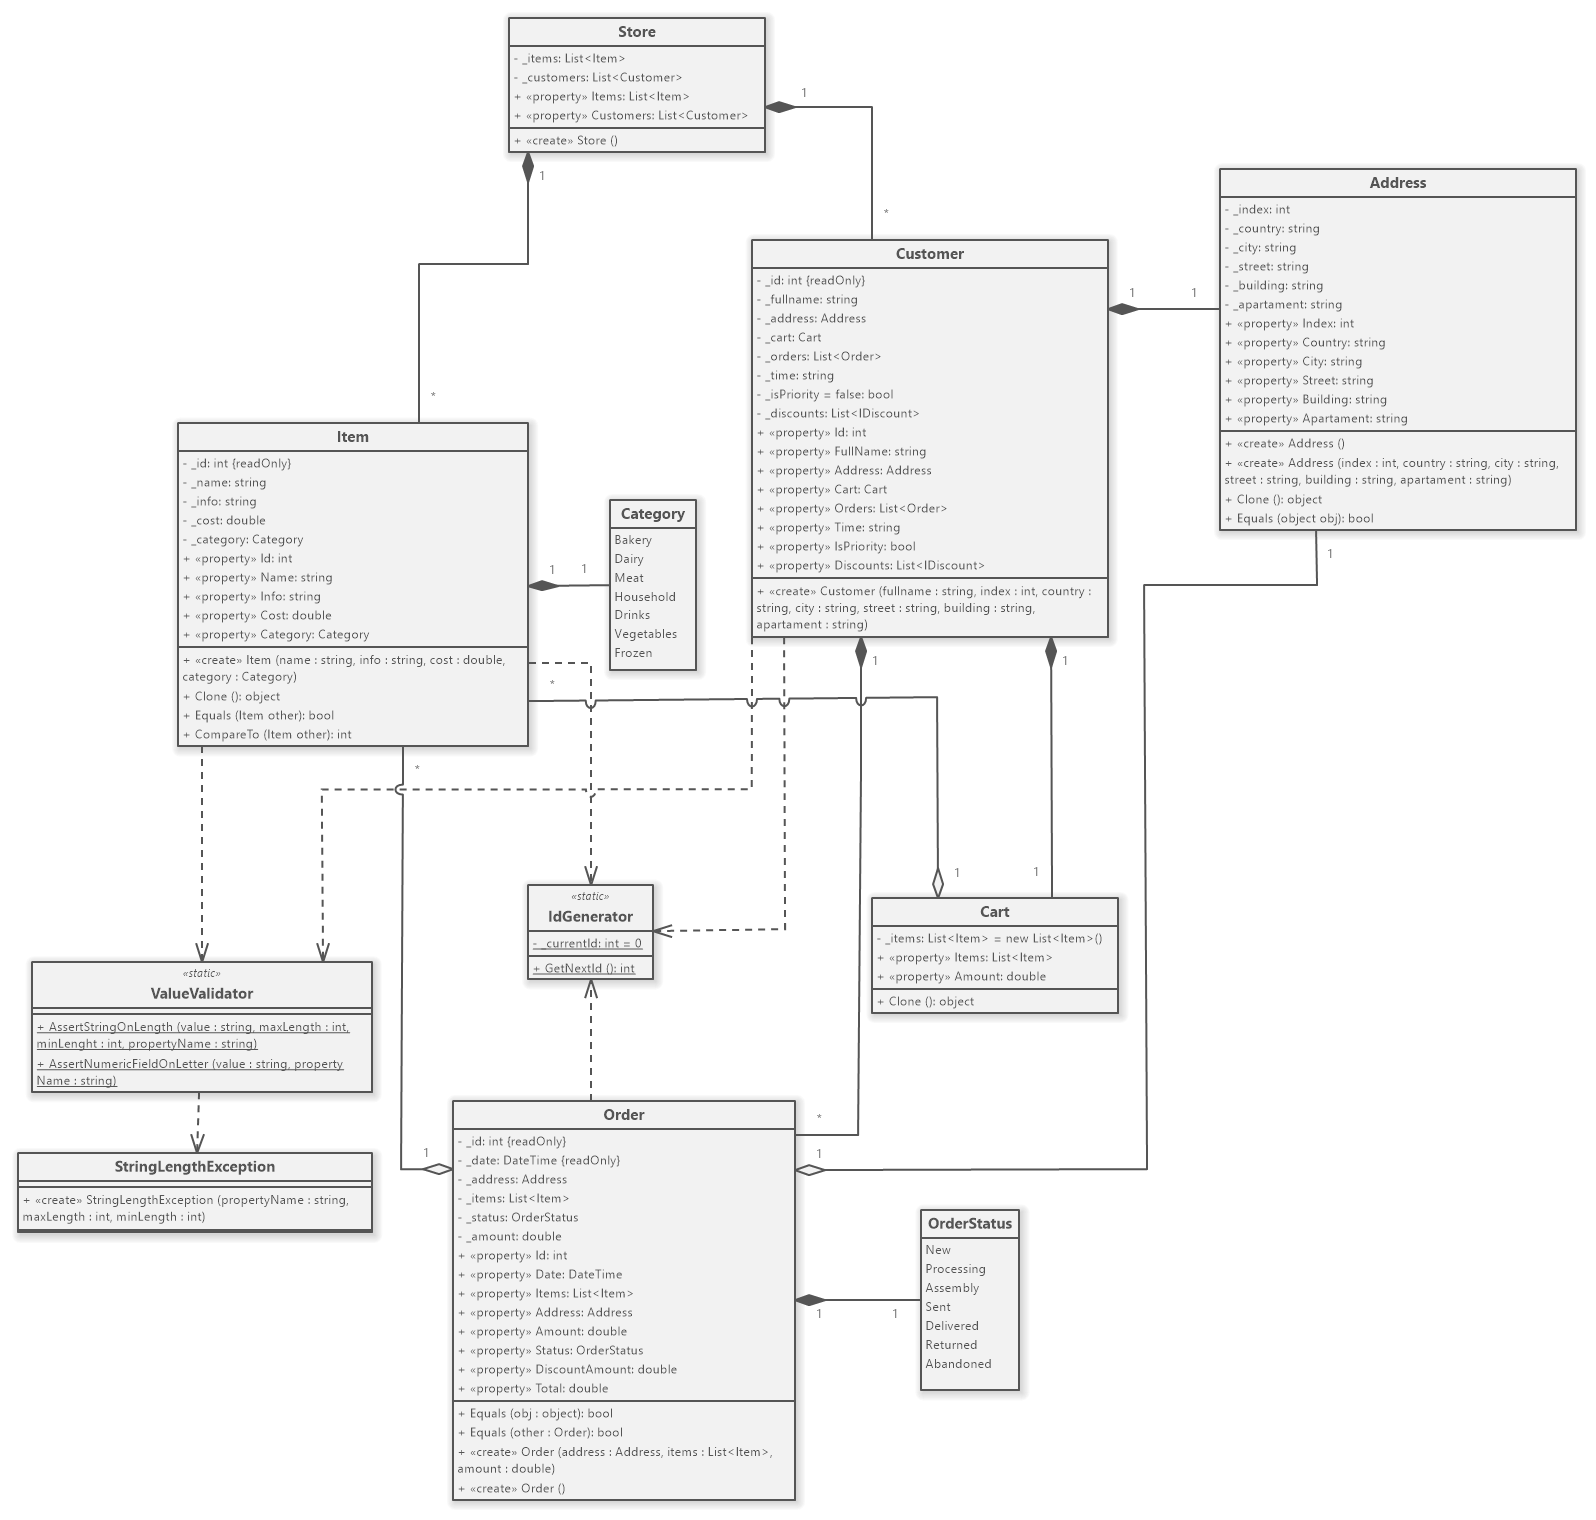 Store
- _items: List<Item>
- _customers: List<Customer>
+ «property» Items: List<Item>
+ «property» Customers: List<Customer>
+ «create» Store ()
1
*
1
*
Address
- _index: int
- _country: string
- _city: string
- _street: string
- _building: string
- _apartament: string
+ «property» Index: int
+ «property» Country: string
+ «property» City: string
+ «property» Street: string
+ «property» Building: string
+ «property» Apartament: string
+ «create» Address ()
+ «create» Address (index : int, country : string, city : string,
street : string, building : string, apartament : string)
+ Clone (): object
+ Equals (object obj): bool
1
Customer
- _id: int {readOnly}
- _fullname: string
- _address: Address
- _cart: Cart
- _orders: List<Order>
- _time: string
- _isPriority = false: bool
- _discounts: List<IDiscount>
+ «property» Id: int
+ «property» FullName: string
+ «property» Address: Address
+ «property» Cart: Cart
+ «property» Orders: List<Order>
+ «property» Time: string
+ «property» IsPriority: bool
+ «property» Discounts: List<IDiscount>
+ «create» Customer (fullname : string, index : int, country :
string, city : string, street : string, building : string,
apartament : string)
1 1
1
1
Item
- _id: int {readOnly}
- _name: string
- _info: string
- _cost: double
- _category: Category
+ «property» Id: int
+ «property» Name: string
+ «property» Info: string
+ «property» Cost: double
+ «property» Category: Category
+ «create» Item (name : string, info : string, cost : double,
category : Category)
+ Clone (): object
+ Equals (Item other): bool
+ CompareTo (Item other): int
1 1
*
*
Category
Bakery
Dairy
Meat
Household
Drinks
Vegetables
Frozen
«static»
IdGenerator
- _currentId: int = 0
+ GetNextId (): int
1
1
Cart
- _items: List<Item> = new List<Item>()
+ «property» Items: List<Item>
+ «property» Amount: double
+ Clone (): object
«static»
ValueValidator
+ AssertStringOnLength (value : string, maxLength : int,
minLenght : int, propertyName : string)
+ AssertNumericFieldOnLetter (value : string, property
Name : string)
StringLengthException
+ «create» StringLengthException (propertyName : string,
maxLength : int, minLength : int)
1
*
1
Order
- _id: int {readOnly}
- _date: DateTime {readOnly}
- _address: Address
- _items: List<Item>
- _status: OrderStatus
- _amount: double
+ «property» Id: int
+ «property» Date: DateTime
+ «property» Items: List<Item>
+ «property» Address: Address
+ «property» Amount: double
+ «property» Status: OrderStatus
+ «property» DiscountAmount: double
+ «property» Total: double
+ Equals (obj : object): bool
+ Equals (other : Order): bool
+ «create» Order (address : Address, items : List<Item>,
amount : double)
+ «create» Order ()
1 1
OrderStatus
New
Processing
Assembly
Sent
Delivered
Returned
Abandoned